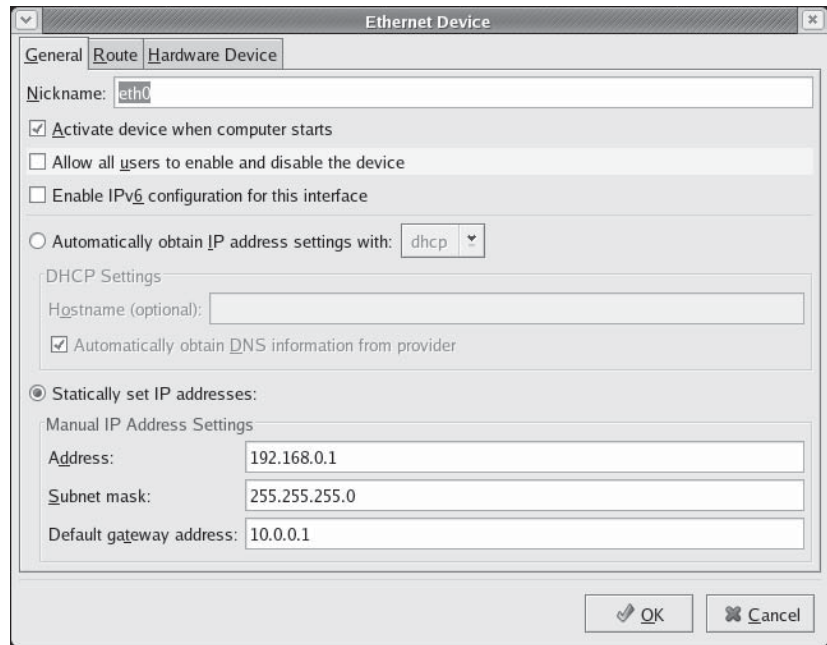 Ethernet Device
General Route Hardware Device
Nickname: eth0
Activate device when computer starts
Allow all users to enable and disable the device
Enable IPv6 configuration for this interface
Automatically obtain IP address settings with: dhcp
DHCP Settings
Hostname (optional):
Automatically obtain DNS information from provider
Statically set IP addresses:
Manual IP Address Settings
Address: 192.168.0.1
Subnet mask: 255.255.255.0
Default gateway address: 10.0.0.1
OK Cancel